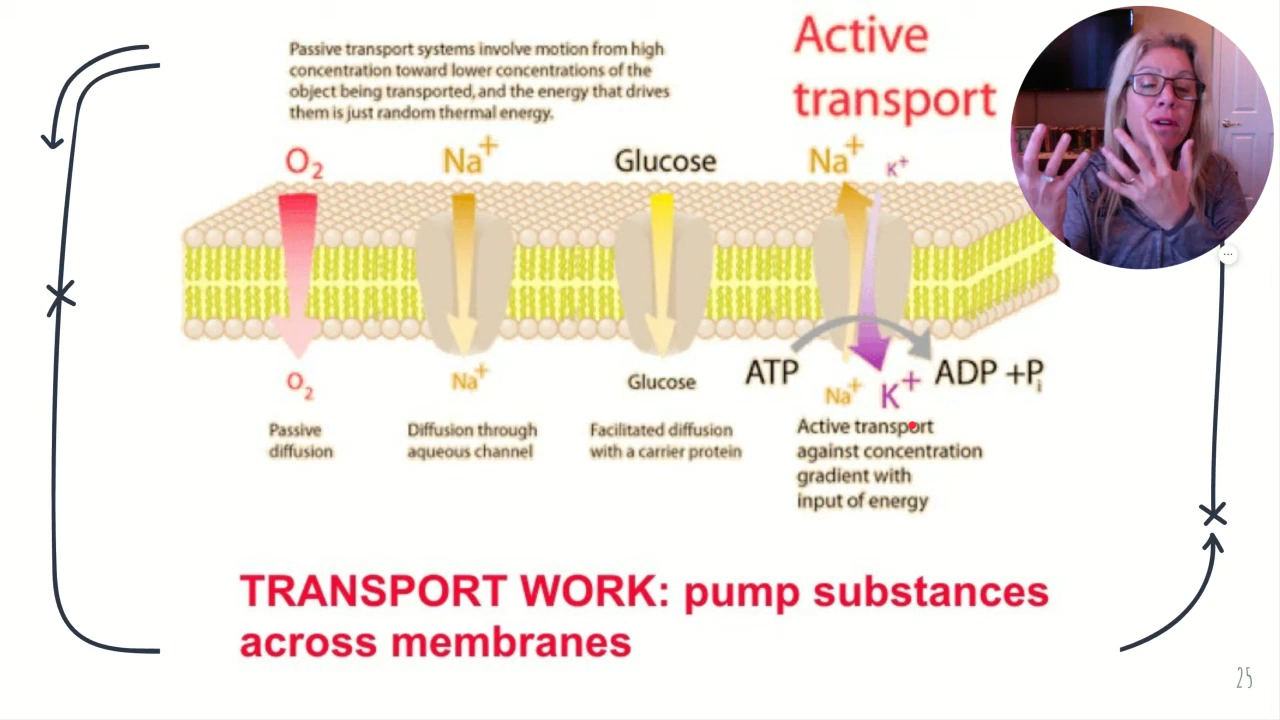 Passive transport systems involve motion from high
concentration toward lower concentrations of the
object being transported, and the energy that drives
them is just random thermal energy.
Active
transport
O₂
Na⁺
Glucose
Na⁺
K⁺
ATP
ADP +Pᵢ
O₂
Na⁺
Glucose
Na⁺
K⁺
Passive
diffusion
Diffusion through
aqueous channel
Facilitated diffusion
with a carrier protein
Active transport
against concentration
gradient with
input of energy
TRANSPORT WORK: pump substances
across membranes
25